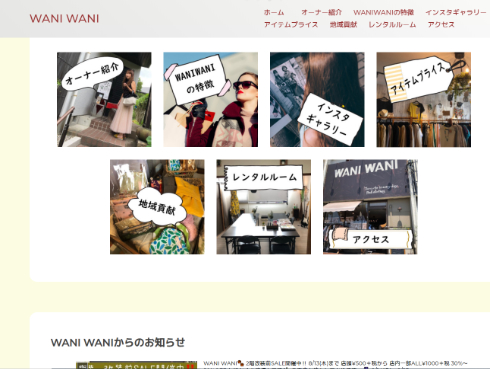 WANI WANI
ホーム オーナー紹介 WANIWANIの特徴 インスタギャラリー
アイテムプライス 地域貢献 レンタルルーム アクセス
オーナー紹介
WANIWANI
の特徴
インスタ
ギャラリー
アイテムプライス
地域貢献
レンタルルーム
WANI WANI
アクセス
WANI WANIからのお知らせ
WANI WANI 2階改装前SALE開催中!! 8/13(木)まで 店頭¥500+税から 店内一部ALL¥1000+税 30%〜